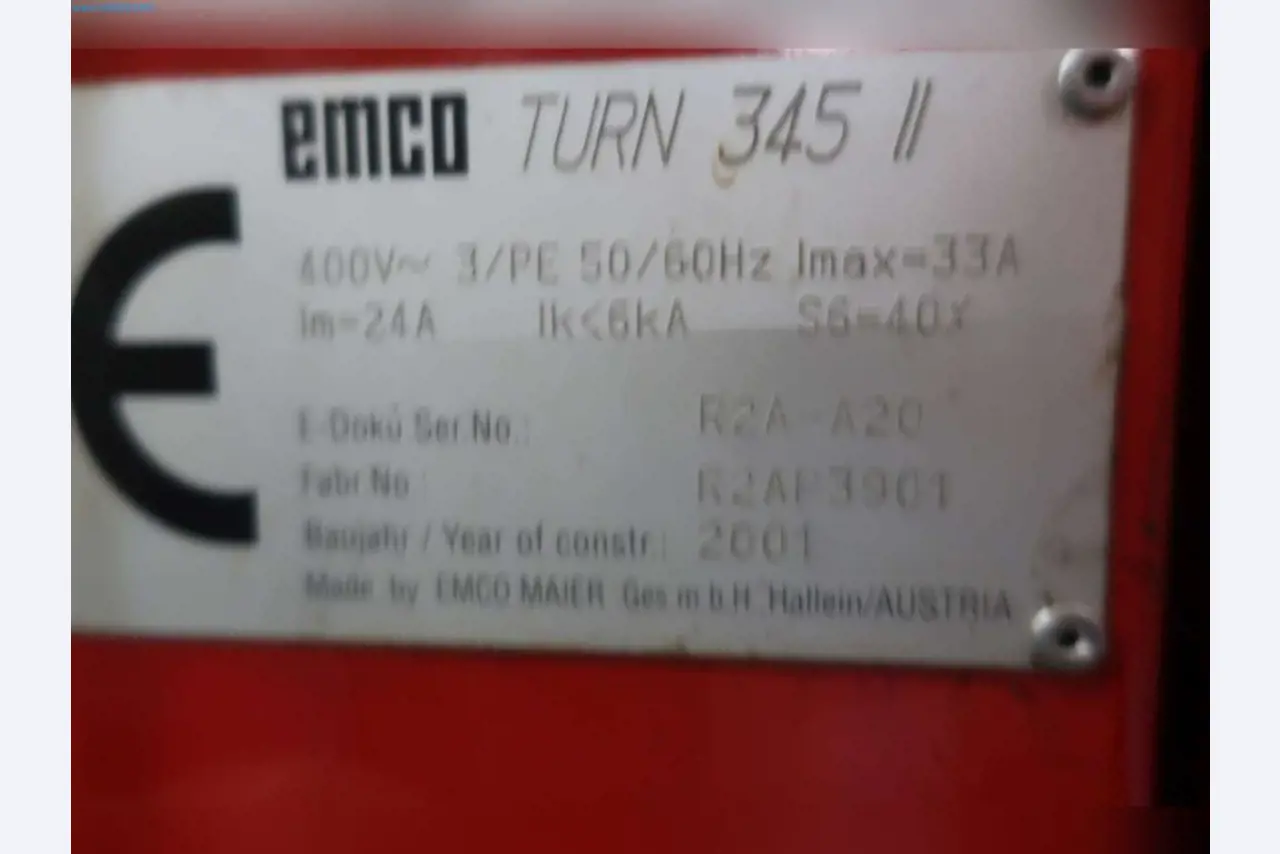 emco TURN 345 II
400V~ 3/PE 50/60Hz Imax=33A
Im=24A Ik<6kA S6=40%
E-Doku Ser.No.: R2A-A20
Fabr.No.:
Baujahr / Year of constr.: 2001
Made by EMCO MAIER Ges.m.b.H. Hallein/AUSTRIA
CE